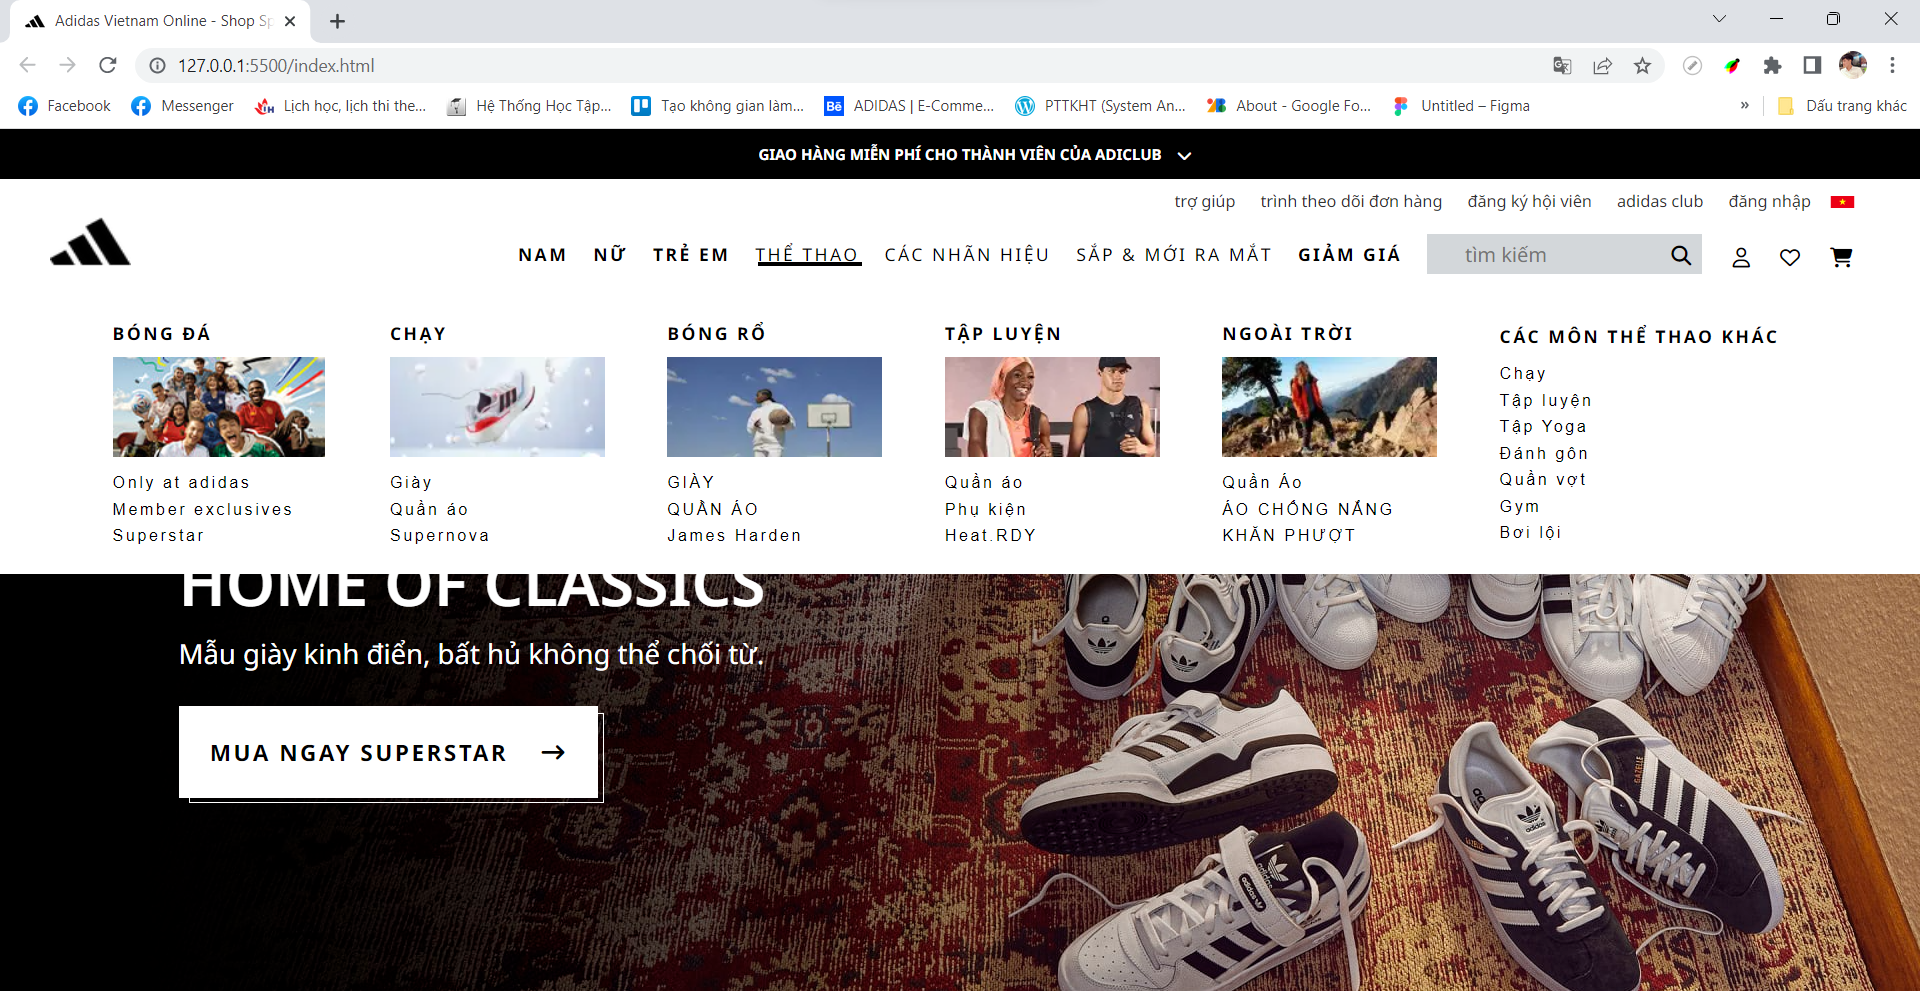 Adidas Vietnam Online - Shop Sp
127.0.0.1:5500/index.html
Facebook
Messenger
Lịch học, lịch thi the...
Hệ Thống Học Tập...
Tạo không gian làm...
Bē ADIDAS | E-Comme...
PTTKHT (System An...
About - Google Fo...
Untitled – Figma
»
Dấu trang khác
GIAO HÀNG MIỄN PHÍ CHO THÀNH VIÊN CỦA ADICLUB
trợ giúp
trình theo dõi đơn hàng
đăng ký hội viên
adidas club
đăng nhập
NAM
NỮ
TRẺ EM
THỂ THAO
CÁC NHÃN HIỆU
SẮP & MỚI RA MẮT
GIẢM GIÁ
tìm kiếm
BÓNG ĐÁ
Only at adidas
Member exclusives
Superstar
CHẠY
Giày
Quần áo
Supernova
BÓNG RỔ
GIÀY
QUẦN ÁO
James Harden
TẬP LUYỆN
Quần áo
Phụ kiện
Heat.RDY
NGOÀI TRỜI
Quần Áo
ÁO CHỐNG NẮNG
KHĂN PHƯỢT
CÁC MÔN THỂ THAO KHÁC
Chạy
Tập luyện
Tập Yoga
Đánh gôn
Quần vợt
Gym
Bơi lội
HOME OF CLASSICS
Mẫu giày kinh điển, bất hủ không thể chối từ.
MUA NGAY SUPERSTAR
adidas
adidas
adidas
GAZELLE